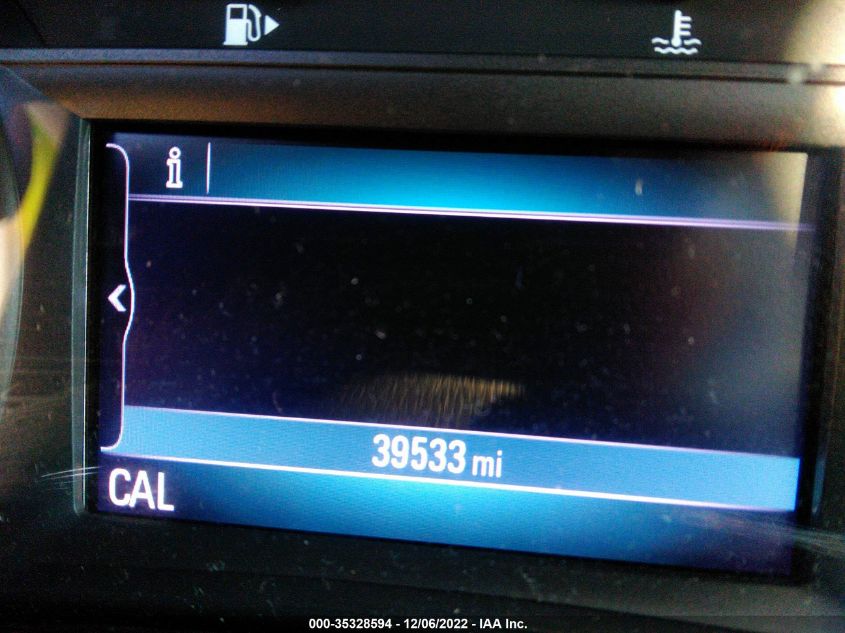 i
39533 mi
CAL
000-35328594 - 12/06/2022 - IAA Inc.